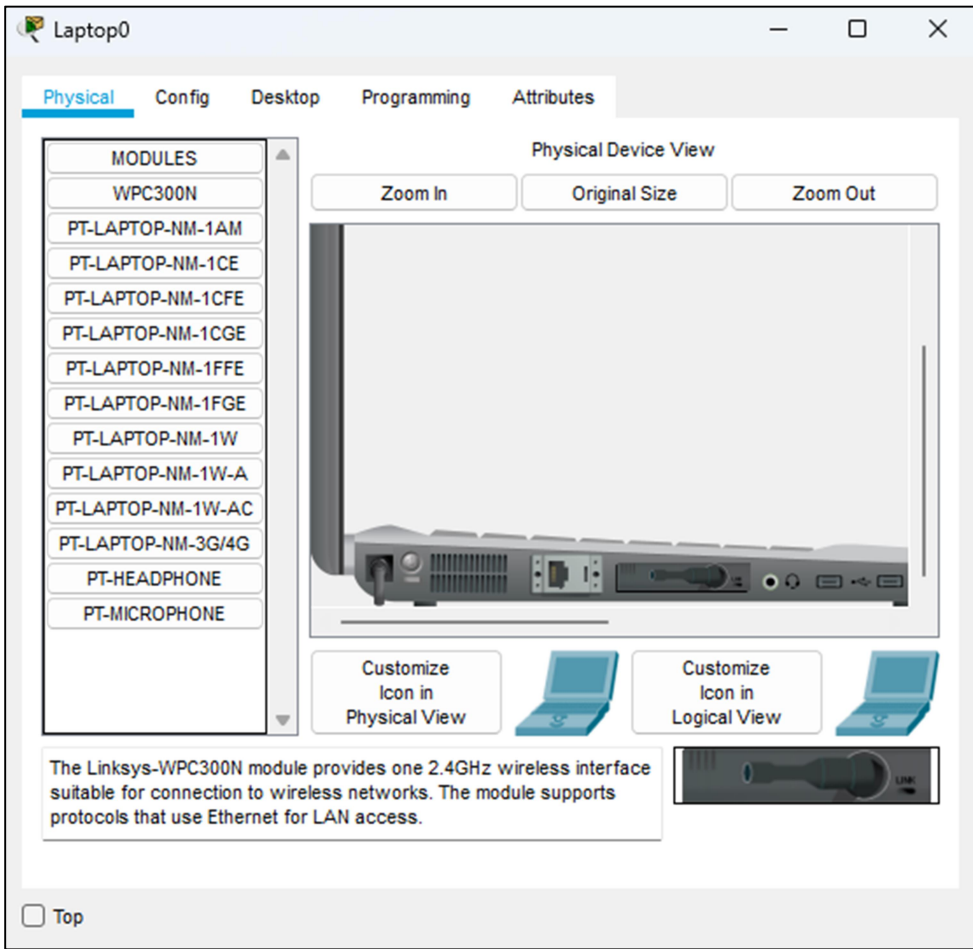 Laptop0
Physical Config Desktop Programming Attributes
MODULES
WPC300N
PT-LAPTOP-NM-1AM
PT-LAPTOP-NM-1CE
PT-LAPTOP-NM-1CFE
PT-LAPTOP-NM-1CGE
PT-LAPTOP-NM-1FFE
PT-LAPTOP-NM-1FGE
PT-LAPTOP-NM-1W
PT-LAPTOP-NM-1W-A
PT-LAPTOP-NM-1W-AC
PT-LAPTOP-NM-3G/4G
PT-HEADPHONE
PT-MICROPHONE
Physical Device View
Zoom In Original Size Zoom Out
Customize
Icon in
Physical View
Customize
Icon in
Logical View
The Linksys-WPC300N module provides one 2.4GHz wireless interface
suitable for connection to wireless networks. The module supports
protocols that use Ethernet for LAN access.
LINK
Top